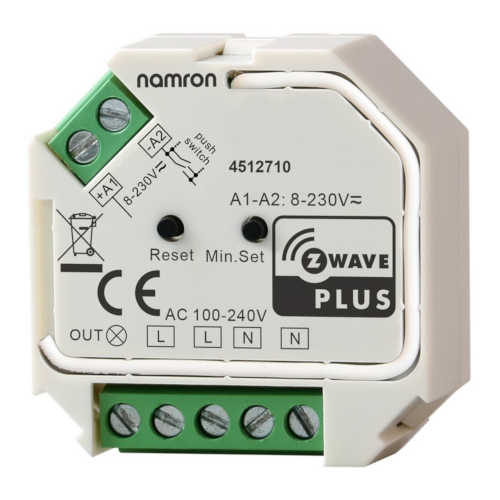 namron
-A2
push
switch
+A1
8-230V
4512710
A1-A2: 8-230V
Reset Min.Set
Z WAVE
PLUS
CE
AC 100-240V
OUT L L N N